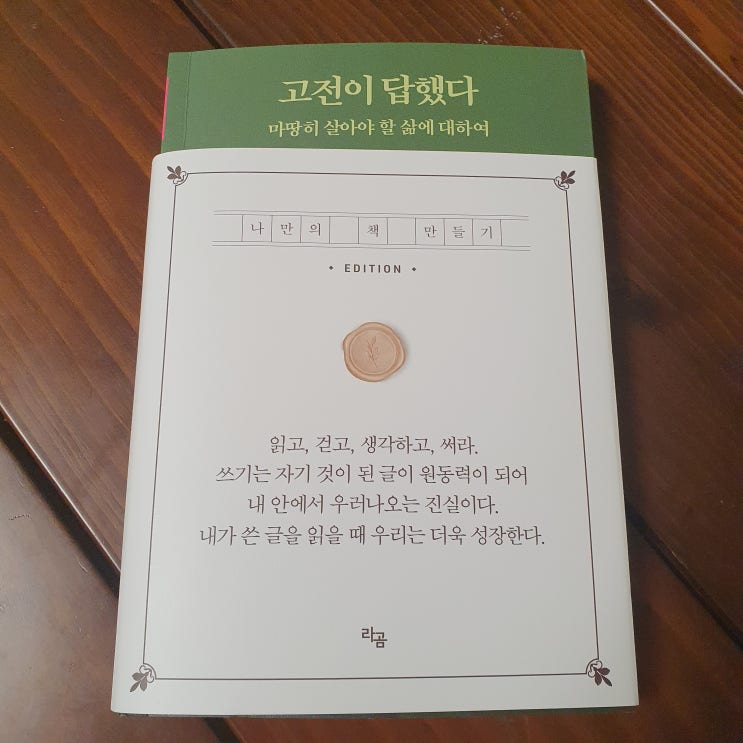 고전이 답했다
마땅히 살아야 할 삶에 대하여
나만의 책 만들기
EDITION
읽고, 걷고, 생각하고, 써라.
쓰기는 자기 것이 된 글이 원동력이 되어
내 안에서 우러나오는 진실이다.
내가 쓴 글을 읽을 때 우리는 더욱 성장한다.
라곰